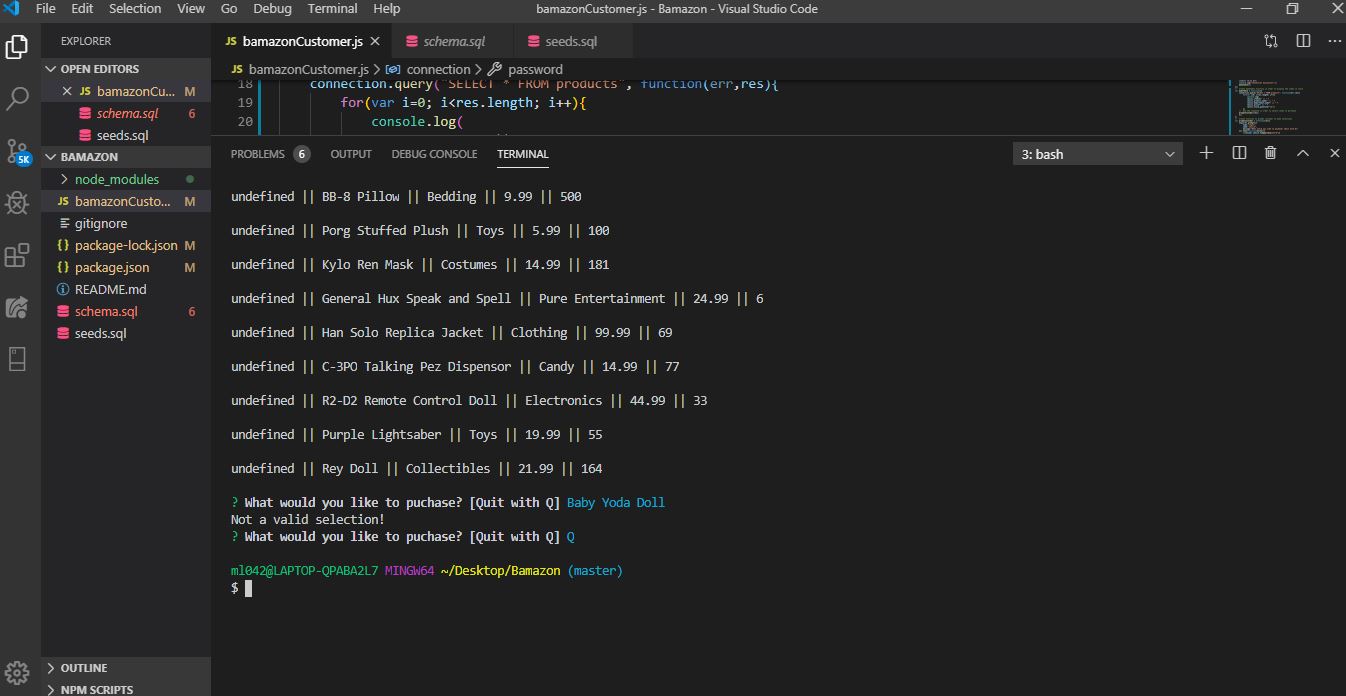 File Edit Selection View Go Debug Terminal Help bamazonCustomer.js - Bamazon - Visual Studio Code
EXPLORER
OPEN EDITORS
JS bamazonCu... M
schema.sql 6
seeds.sql
5K
BAMAZON
node_modules
JS bamazonCusto... M
gitignore
{} package-lock.json M
{} package.json M
README.md
schema.sql 6
seeds.sql
OUTLINE
NPM SCRIPTS
JS bamazonCustomer.js schema.sql seeds.sql
JS bamazonCustomer.js > connection > password
18 connection.query("SELECT * FROM products", function(err,res){
19 for(var i=0; i<res.length; i++){
20 console.log(
PROBLEMS 6 OUTPUT DEBUG CONSOLE TERMINAL 3: bash
undefined || BB-8 Pillow || Bedding || 9.99 || 500
undefined || Porg Stuffed Plush || Toys || 5.99 || 100
undefined || Kylo Ren Mask || Costumes || 14.99 || 181
undefined || General Hux Speak and Spell || Pure Entertainment || 24.99 || 6
undefined || Han Solo Replica Jacket || Clothing || 99.99 || 69
undefined || C-3PO Talking Pez Dispensor || Candy || 14.99 || 77
undefined || R2-D2 Remote Control Doll || Electronics || 44.99 || 33
undefined || Purple Lightsaber || Toys || 19.99 || 55
undefined || Rey Doll || Collectibles || 21.99 || 164
? What would you like to puchase? [Quit with Q] Baby Yoda Doll
Not a valid selection!
? What would you like to puchase? [Quit with Q] Q
ml042@LAPTOP-QPABA2L7 MINGW64 ~/Desktop/Bamazon (master)
$